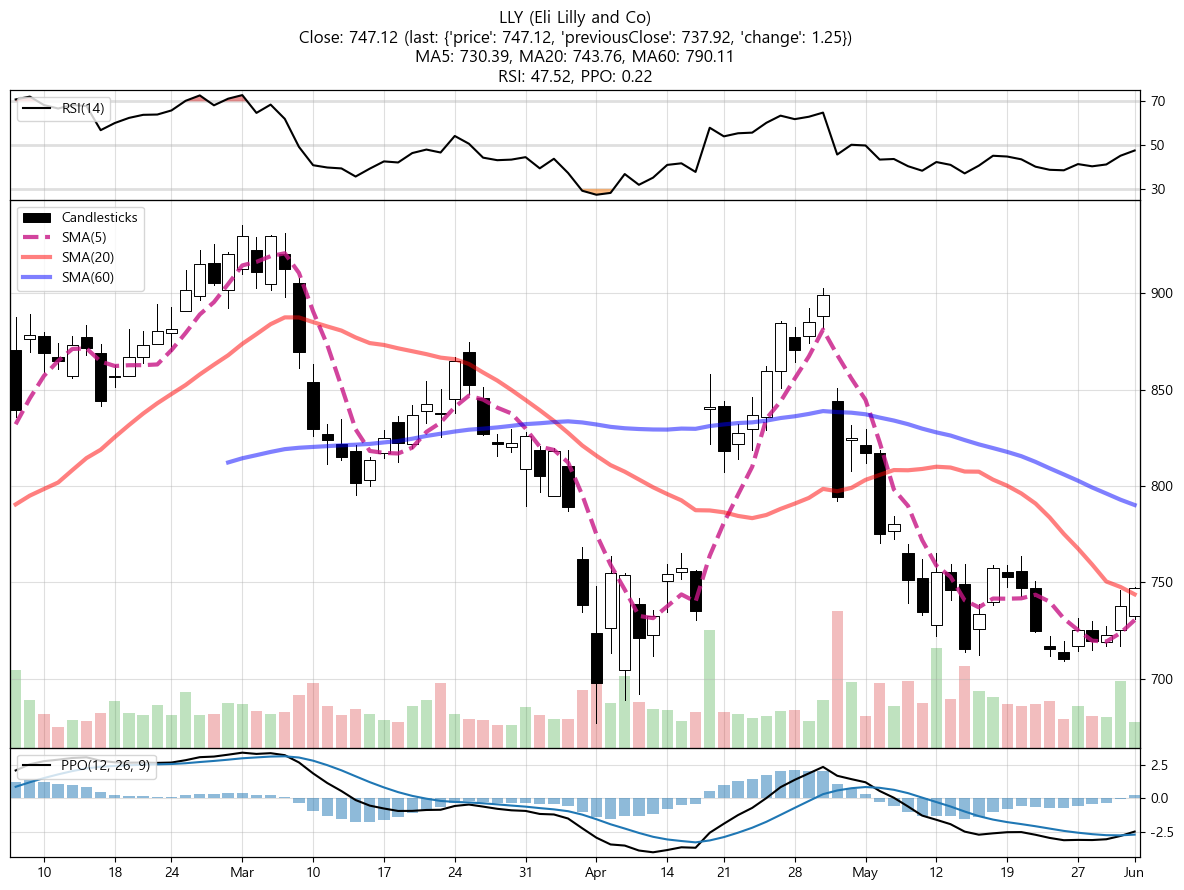 LLY (Eli Lilly and Co)
Close: 747.12 (last: {'price': 747.12, 'previousClose': 737.92, 'change': 1.25})
MA5: 730.39, MA20: 743.76, MA60: 790.11
RSI: 47.52, PPO: 0.22
RSI(14)
70
50
30
Candlesticks
SMA(5)
SMA(20)
SMA(60)
900
850
800
750
700
PPO(12, 26, 9)
2.5
0.0
-2.5
10 18 24 Mar 10 17 24 31 Apr 14 21 28 May 12 19 27 Jun